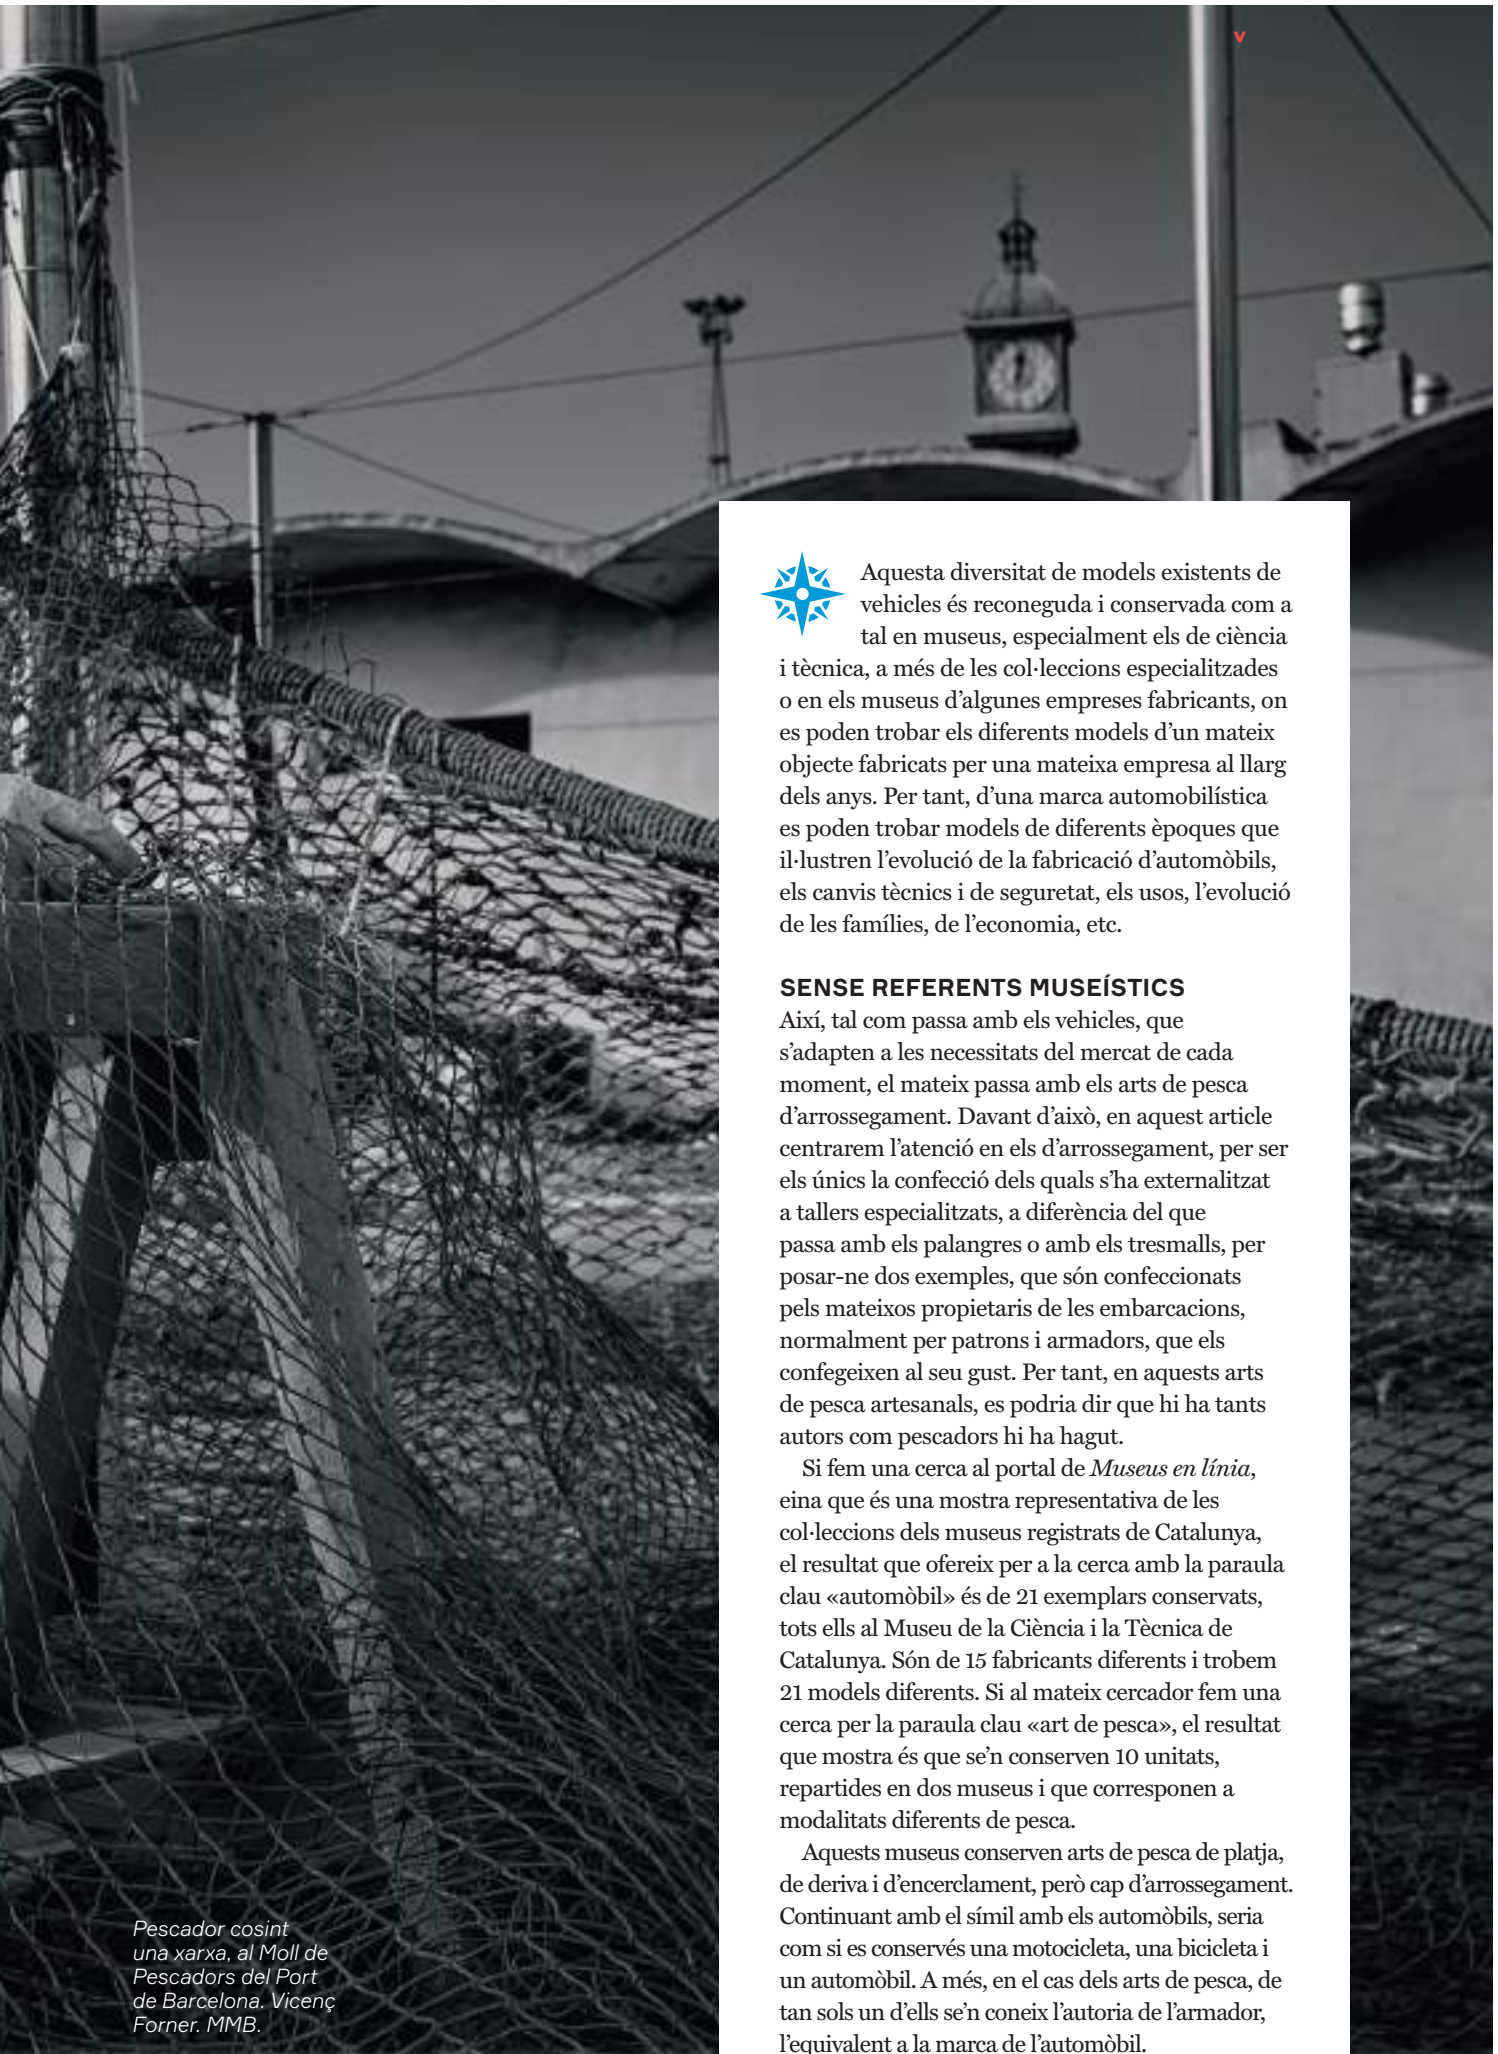 Aquesta diversitat de models existents de
vehicles és reconeguda i conservada com a
tal en museus, especialment els de ciència
i tècnica, a més de les col·leccions especialitzades
o en els museus d’algunes empreses fabricants, on
es poden trobar els diferents models d’un mateix
objecte fabricats per una mateixa empresa al llarg
dels anys. Per tant, d’una marca automobilística
es poden trobar models de diferents èpoques que
il·lustren l’evolució de la fabricació d’automòbils,
els canvis tècnics i de seguretat, els usos, l’evolució
de les famílies, de l’economia, etc.
SENSE REFERENTS MUSEÍSTICS
Així, tal com passa amb els vehicles, que
s’adapten a les necessitats del mercat de cada
moment, el mateix passa amb els arts de pesca
d’arrossegament. Davant d’això, en aquest article
centrarem l’atenció en els d’arrossegament, per ser
els únics la confecció dels quals s’ha externalitzat
a tallers especialitzats, a diferència del que
passa amb els palangres o amb els tresmalls, per
posar-ne dos exemples, que són confeccionats
pels mateixos propietaris de les embarcacions,
normalment per patrons i armadors, que els
confegeixen al seu gust. Per tant, en aquests arts
de pesca artesanals, es podria dir que hi ha tants
autors com pescadors hi ha hagut.
Si fem una cerca al portal de Museus en línia,
eina que és una mostra representativa de les
col·leccions dels museus registrats de Catalunya,
el resultat que ofereix per a la cerca amb la paraula
clau «automòbil» és de 21 exemplars conservats,
tots ells al Museu de la Ciència i la Tècnica de
Catalunya. Són de 15 fabricants diferents i trobem
21 models diferents. Si al mateix cercador fem una
cerca per la paraula clau «art de pesca», el resultat
que mostra és que se’n conserven 10 unitats,
repartides en dos museus i que corresponen a
modalitats diferents de pesca.
Aquests museus conserven arts de pesca de platja,
de deriva i d’encerclament, però cap d’arrossegament.
Continuant amb el símil amb els automòbils, seria
com si es conservés una motocicleta, una bicicleta i
un automòbil. A més, en el cas dels arts de pesca, de
tan sols un d’ells se’n coneix l’autoria de l’armador,
l’equivalent a la marca de l’automòbil.
Pescador cosint
una xarxa, al Moll de
Pescadors del Port
de Barcelona. Vicenç
Forner. MMB.